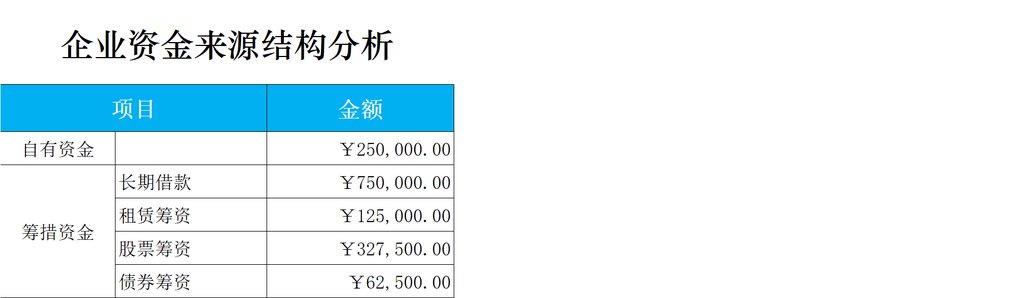 企业资金来源结构分析
项目 金额
自有资金 ￥250,000.00
长期借款 ￥750,000.00
租赁筹资 ￥125,000.00
筹措资金
股票筹资 ￥327,500.00
债券筹资 ￥62,500.00